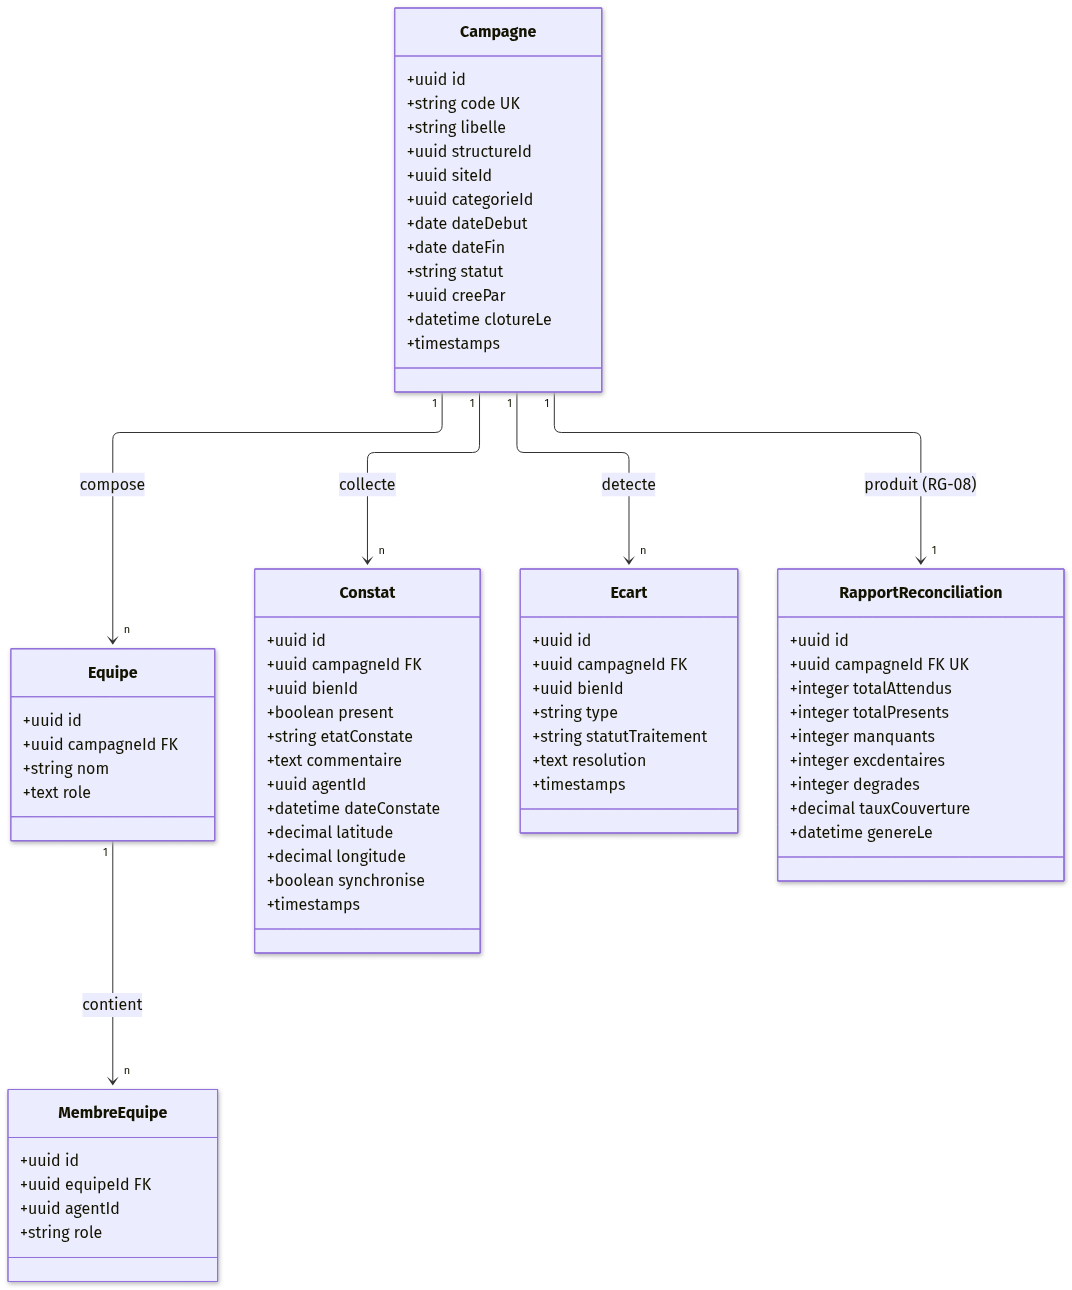 Campagne
+uuid id
+string code UK
+string libelle
+uuid structureId
+uuid siteId
+uuid categorieId
+date dateDebut
+date dateFin
+string statut
+uuid creePar
+datetime clotureLe
+timestamps
1
1
1
1
compose
collecte
detecte
produit (RG-08)
n
n
n
1
Equipe
+uuid id
+uuid campagneId FK
+string nom
+text role
Constat
+uuid id
+uuid campagneId FK
+uuid bienId
+boolean present
+string etatConstate
+text commentaire
+uuid agentId
+datetime dateConstate
+decimal latitude
+decimal longitude
+boolean synchronise
+timestamps
Ecart
+uuid id
+uuid campagneId FK
+uuid bienId
+string type
+string statutTraitement
+text resolution
+timestamps
RapportReconciliation
+uuid id
+uuid campagneId FK UK
+integer totalAttendus
+integer totalPresents
+integer manquants
+integer excdentaires
+integer degrades
+decimal tauxCouverture
+datetime genereLe
1
contient
n
MembreEquipe
+uuid id
+uuid equipeId FK
+uuid agentId
+string role